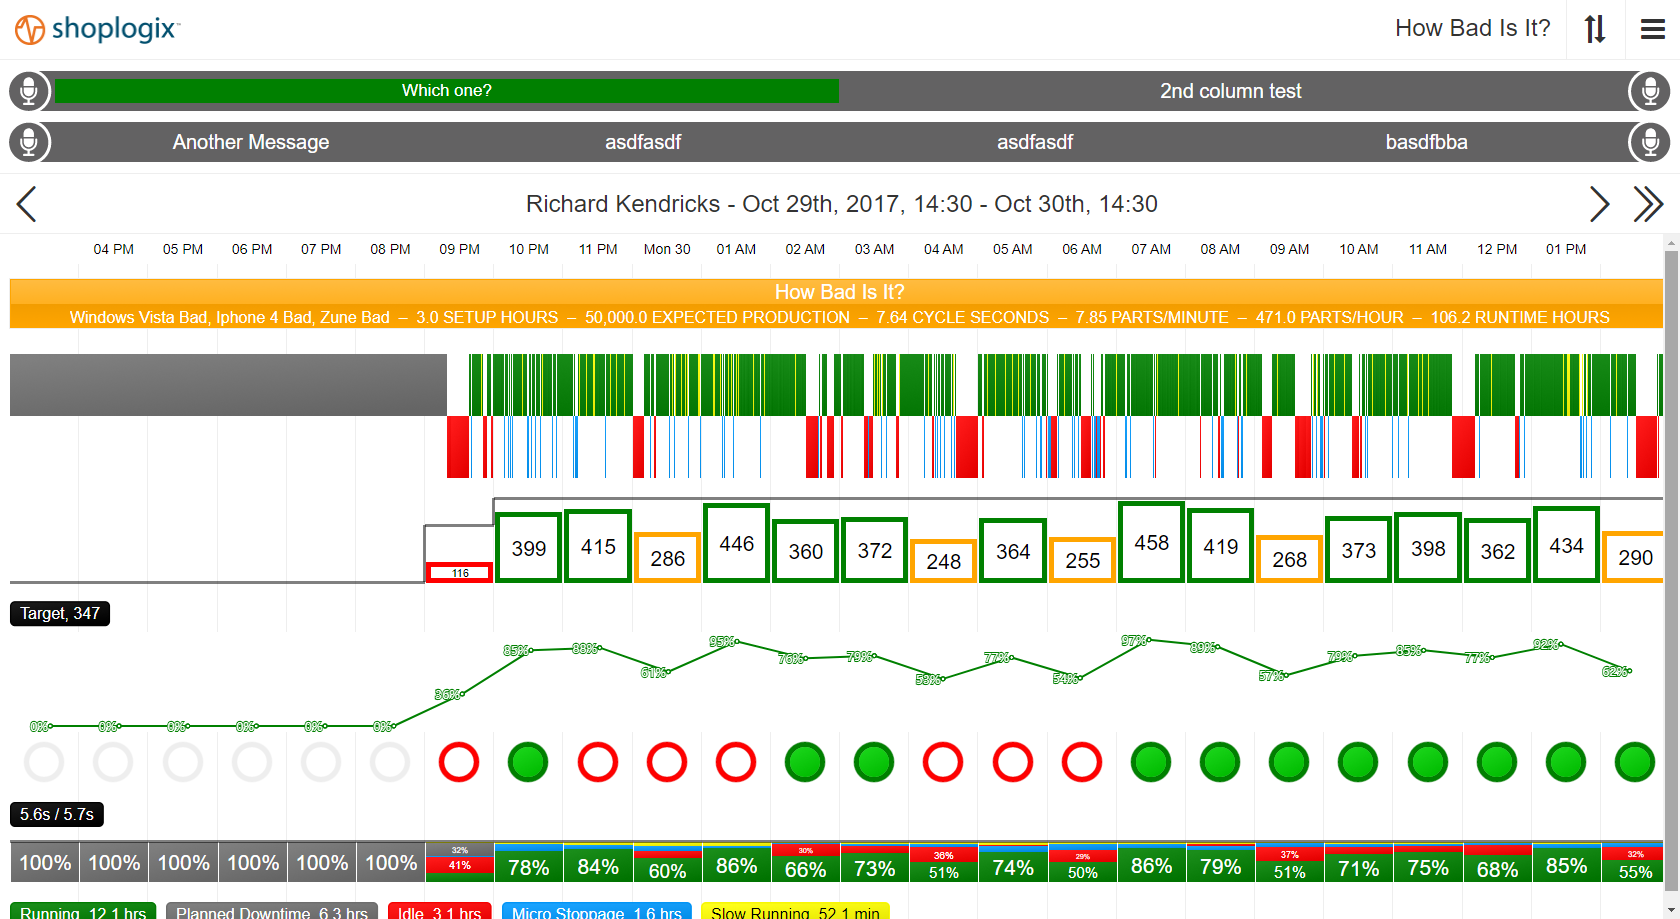 shoplogix™
How Bad Is It?
Which one?
2nd column test
Another Message
asdfasdf
asdfasdf
basdfbba
Richard Kendricks - Oct 29th, 2017, 14:30 - Oct 30th, 14:30
04 PM 05 PM 06 PM 07 PM 08 PM 09 PM 10 PM 11 PM Mon 30 01 AM 02 AM 03 AM 04 AM 05 AM 06 AM 07 AM 08 AM 09 AM 10 AM 11 AM 12 PM 01 PM
How Bad Is It?
Windows Vista Bad, Iphone 4 Bad, Zune Bad – 3.0 SETUP HOURS – 50,000.0 EXPECTED PRODUCTION – 7.64 CYCLE SECONDS – 7.85 PARTS/MINUTE – 471.0 PARTS/HOUR – 106.2 RUNTIME HOURS
116 399 415 286 446 360 372 248 364 255 458 419 268 373 398 362 434 290
Target, 347
0% 0% 0% 0% 0% 0% 36% 85% 88% 61% 95% 76% 79% 53% 77% 54% 97% 89% 57% 79% 85% 77% 92% 62%
5.6s / 5.7s
32% 30% 36% 29% 37% 32%
100% 100% 100% 100% 100% 100% 41% 78% 84% 60% 86% 66% 73% 51% 74% 50% 86% 79% 51% 71% 75% 68% 85% 55%
Running, 12.1 hrs
Planned Downtime, 6.3 hrs
Idle, 3.1 hrs
Micro Stoppage, 1.6 hrs
Slow Running, 52.1 min